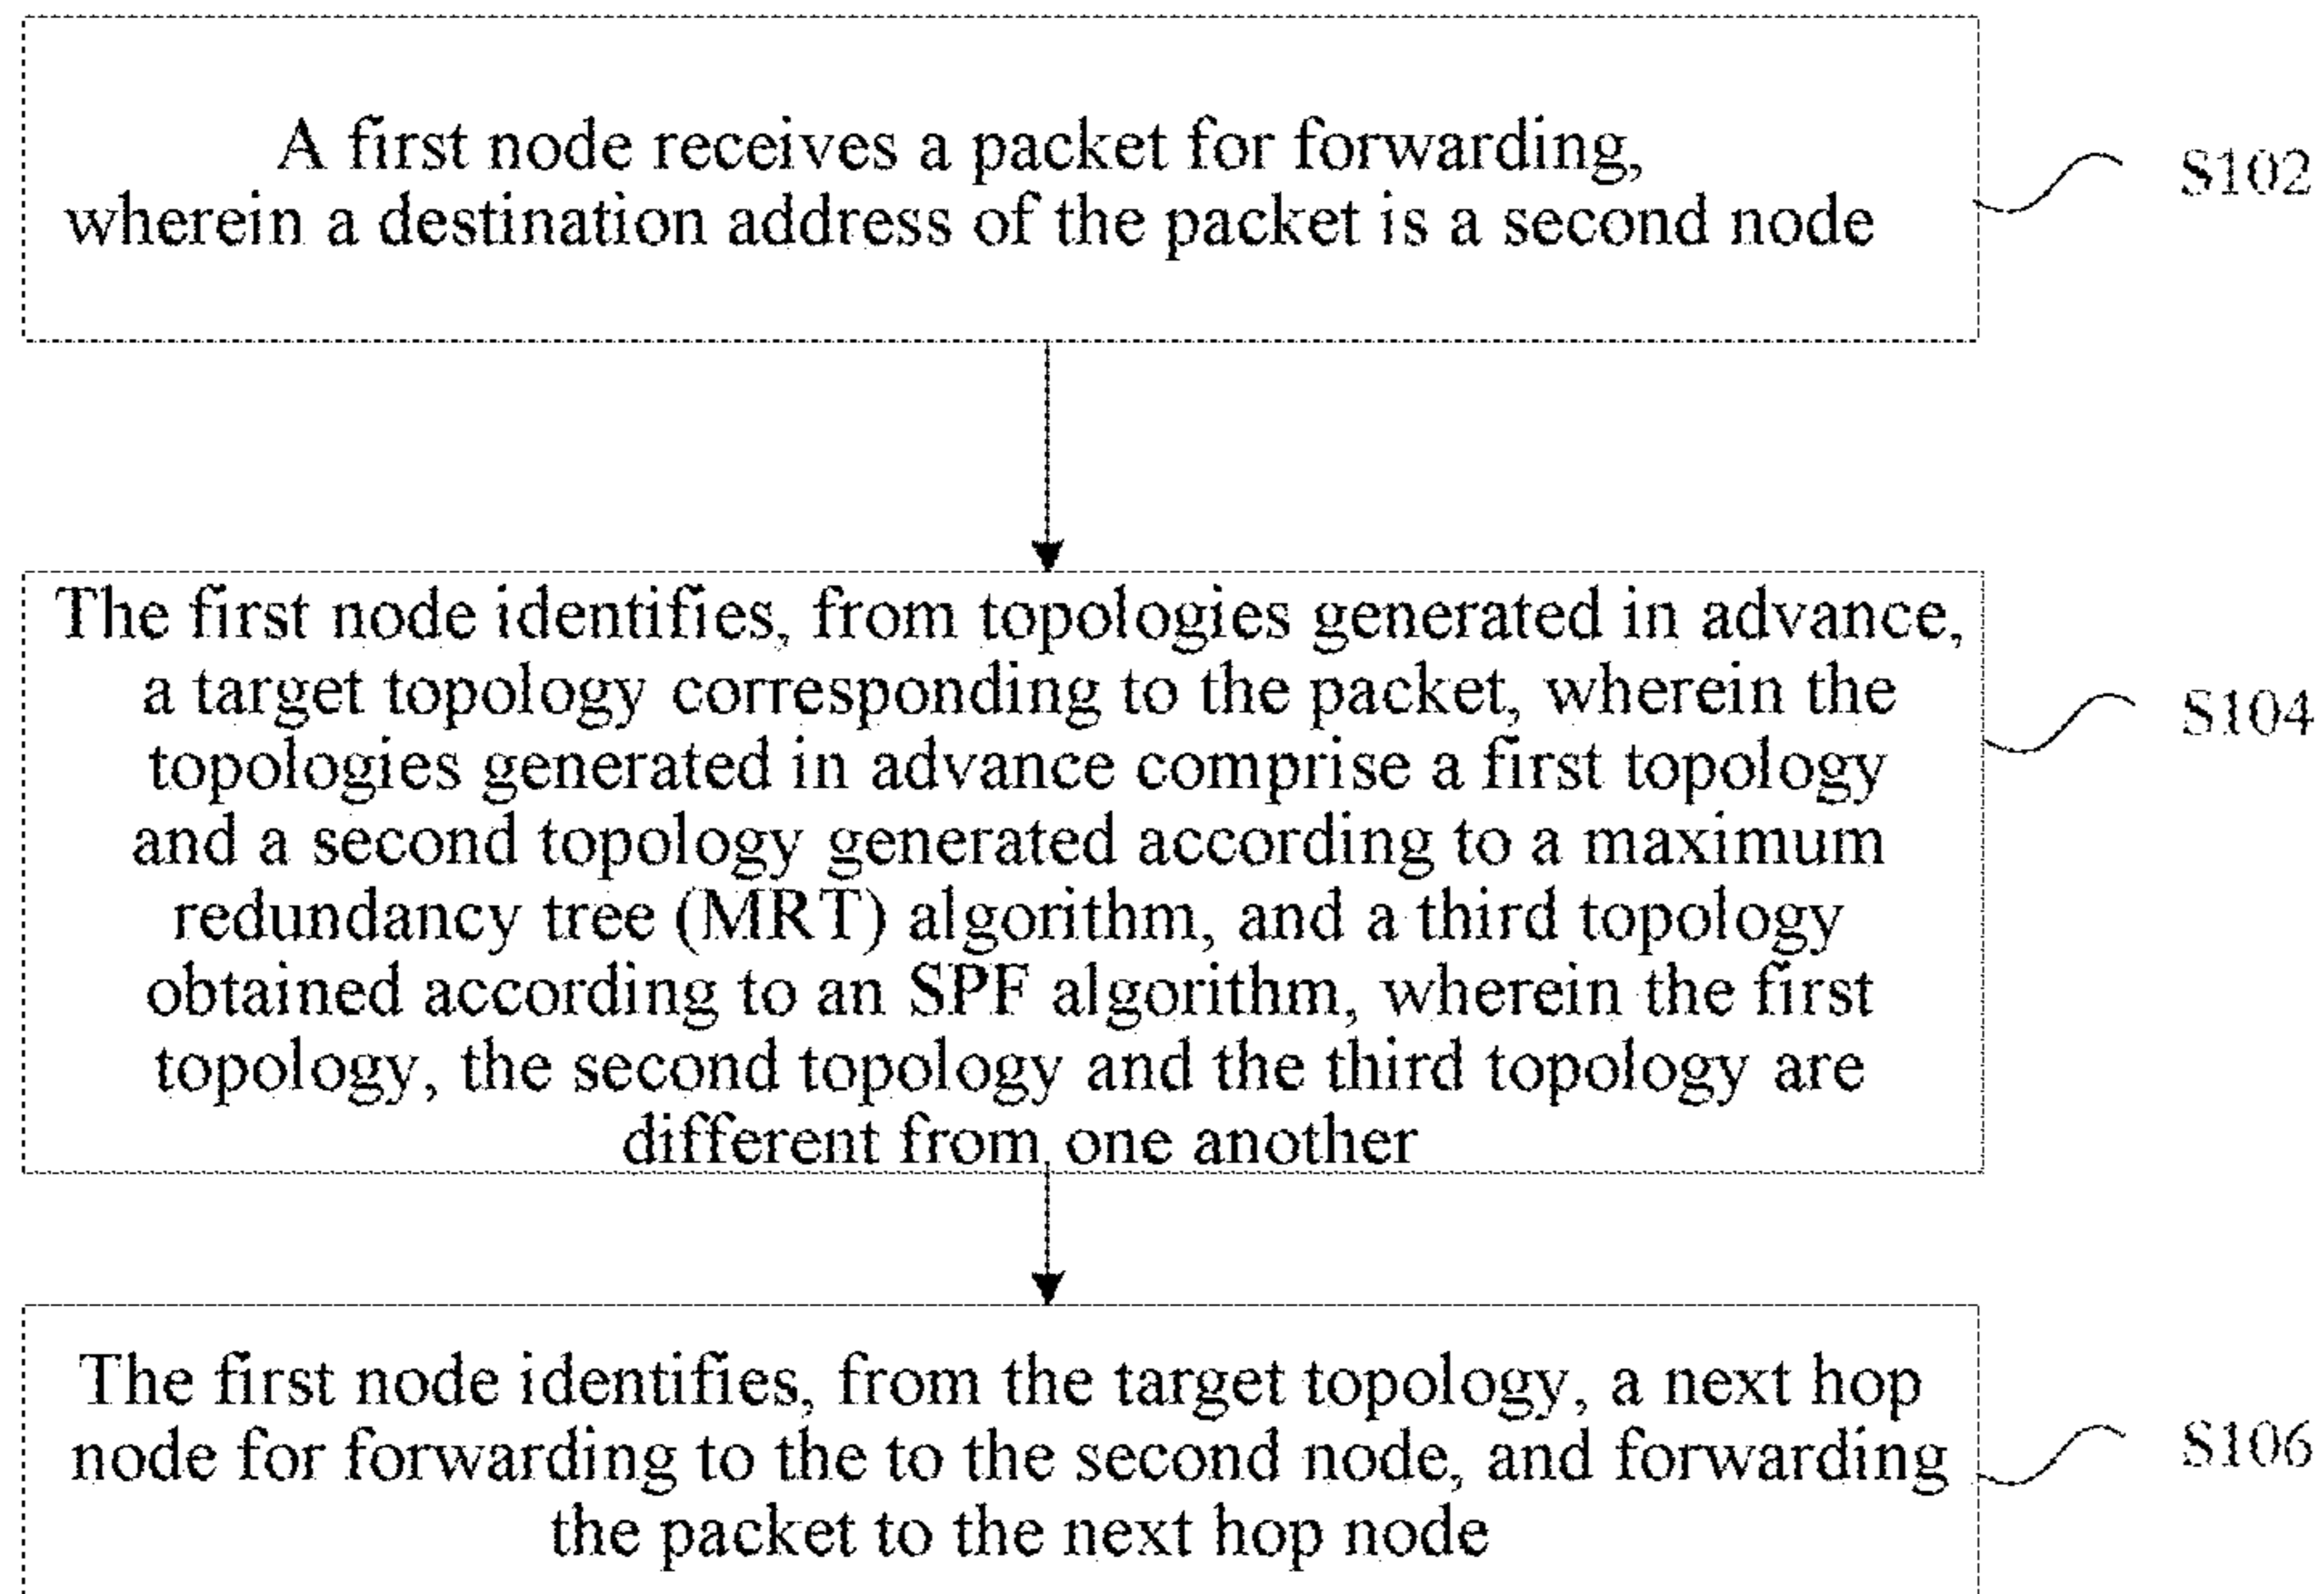 A first node receives a packet for forwarding,
wherein a destination address of the packet is a second node
S102
The first node identifies, from topologies generated in advance,
a target topology corresponding to the packet, wherein the
topologies generated in advance comprise a first topology
and a second topology generated according to a maximum
redundancy tree (MRT) algorithm, and a third topology
obtained according to an SPF algorithm, wherein the first
topology, the second topology and the third topology are
different from one another
S104
The first node identifies, from the target topology, a next hop
node for forwarding to the to the second node, and forwarding
the packet to the next hop node
S106